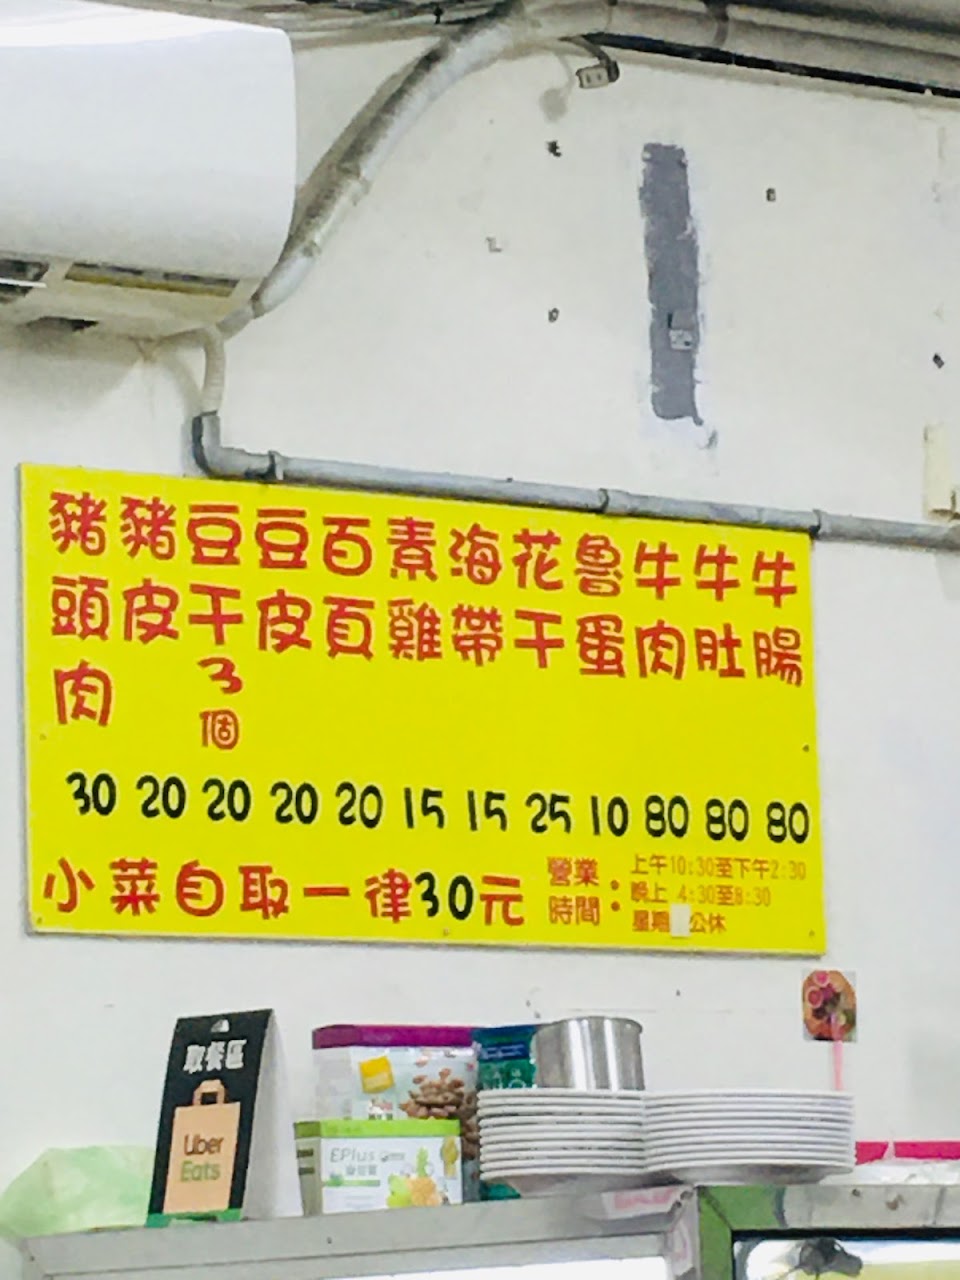 豬頭肉 30
豬皮 20
豆干3個 20
豆皮 20
百頁 20
素雞 15
海帶 15
花干 25
魯蛋 10
牛肉 80
牛肚 80
牛腸 80
小菜自取一律30元
營業時間：
上午10:30至下午2:30
晚上 4:30至8:30
星期 公休
取餐區
Uber
Eats
EPlus